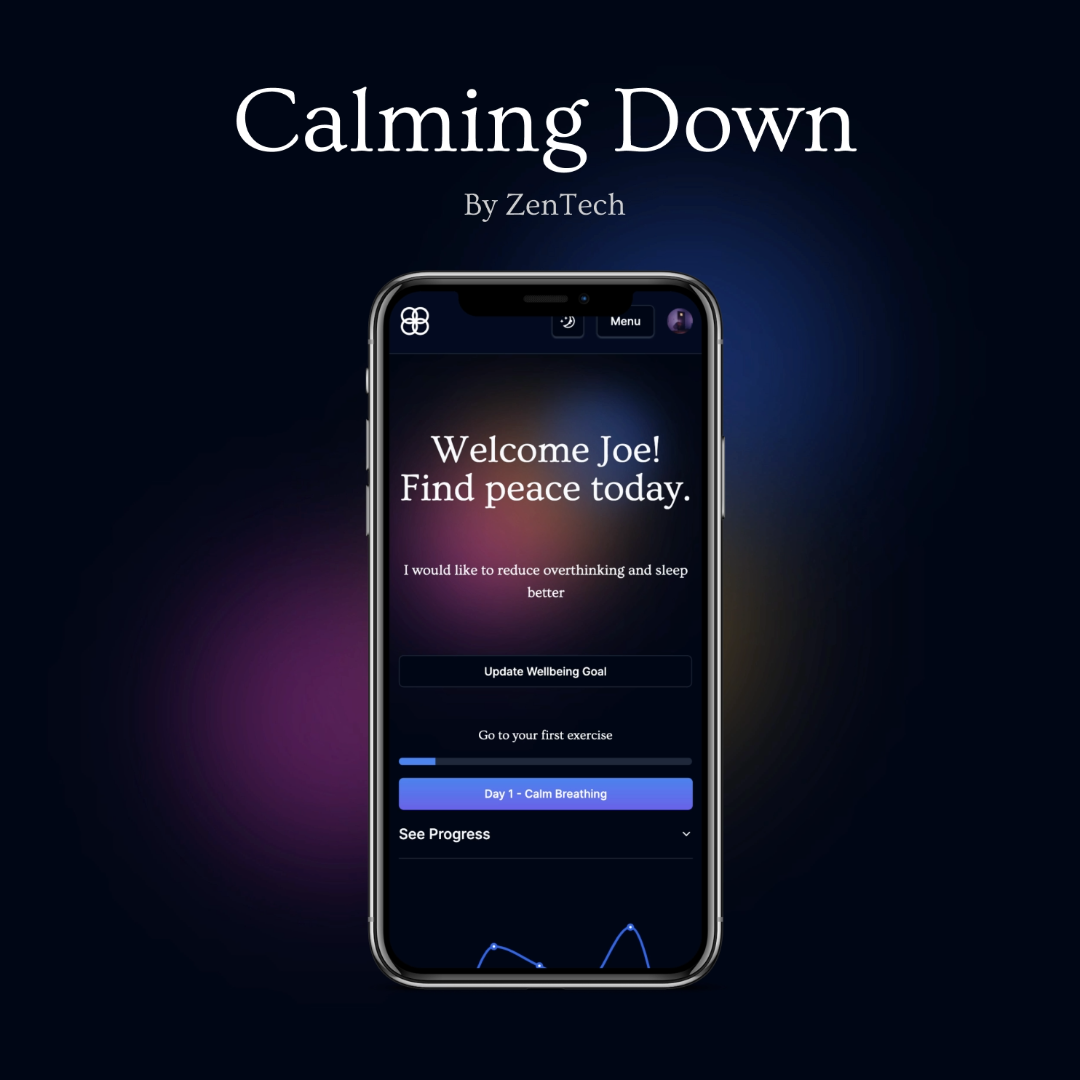 Calming Down
By ZenTech
Menu
Welcome Joe!
Find peace today.
I would like to reduce overthinking and sleep
better
Update Wellbeing Goal
Go to your first exercise
Day 1 - Calm Breathing
See Progress